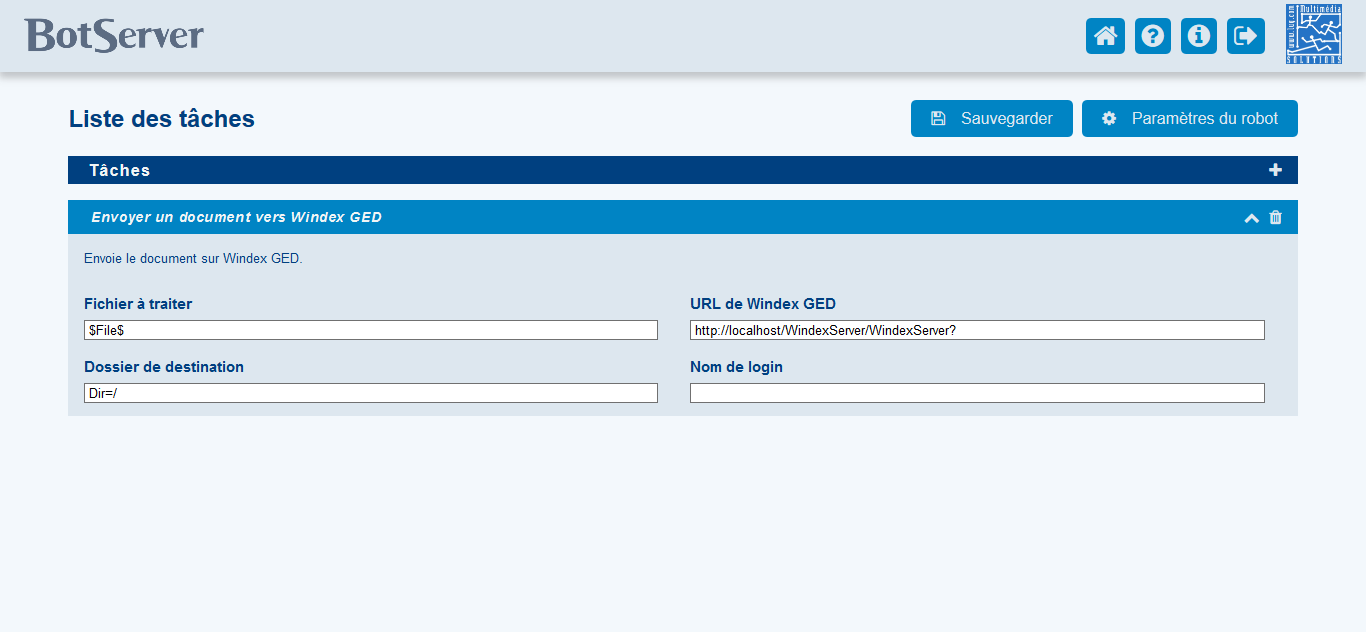 BotServer
www.tqg.com
Multimédia
SOLUTIONS
Liste des tâches
Sauvegarder
Paramètres du robot
Tâches
Envoyer un document vers Windex GED
Envoie le document sur Windex GED.
Fichier à traiter
URL de Windex GED
$File$
http://localhost/WindexServer/WindexServer?
Dossier de destination
Nom de login
Dir=/